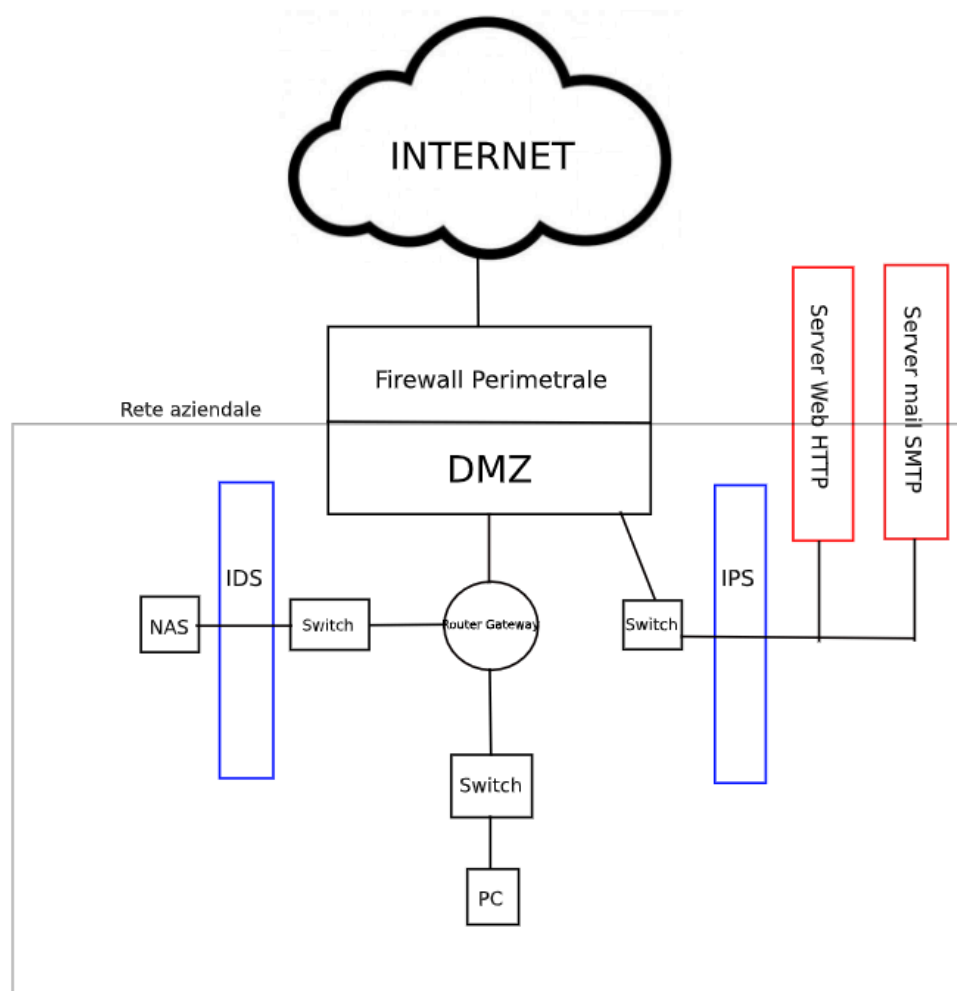 INTERNET
Firewall Perimetrale
Rete aziendale
DMZ
Server Web HTTP
Server mail SMTP
IDS
IPS
NAS
Switch
Router Gateway
Switch
Switch
PC